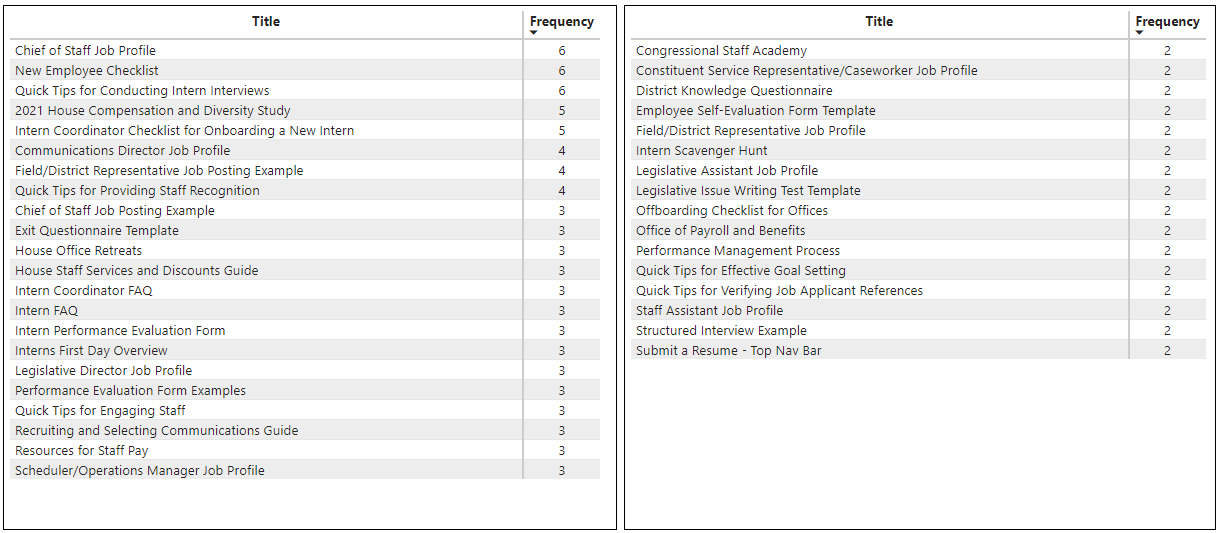 Title Frequency
Chief of Staff Job Profile 6
New Employee Checklist 6
Quick Tips for Conducting Intern Interviews 6
2021 House Compensation and Diversity Study 5
Intern Coordinator Checklist for Onboarding a New Intern 5
Communications Director Job Profile 4
Field/District Representative Job Posting Example 4
Quick Tips for Providing Staff Recognition 4
Chief of Staff Job Posting Example 3
Exit Questionnaire Template 3
House Office Retreats 3
House Staff Services and Discounts Guide 3
Intern Coordinator FAQ 3
Intern FAQ 3
Intern Performance Evaluation Form 3
Interns First Day Overview 3
Legislative Director Job Profile 3
Performance Evaluation Form Examples 3
Quick Tips for Engaging Staff 3
Recruiting and Selecting Communications Guide 3
Resources for Staff Pay 3
Scheduler/Operations Manager Job Profile 3
Title Frequency
Congressional Staff Academy 2
Constituent Service Representative/Caseworker Job Profile 2
District Knowledge Questionnaire 2
Employee Self-Evaluation Form Template 2
Field/District Representative Job Profile 2
Intern Scavenger Hunt 2
Legislative Assistant Job Profile 2
Legislative Issue Writing Test Template 2
Offboarding Checklist for Offices 2
Office of Payroll and Benefits 2
Performance Management Process 2
Quick Tips for Effective Goal Setting 2
Quick Tips for Verifying Job Applicant References 2
Staff Assistant Job Profile 2
Structured Interview Example 2
Submit a Resume - Top Nav Bar 2